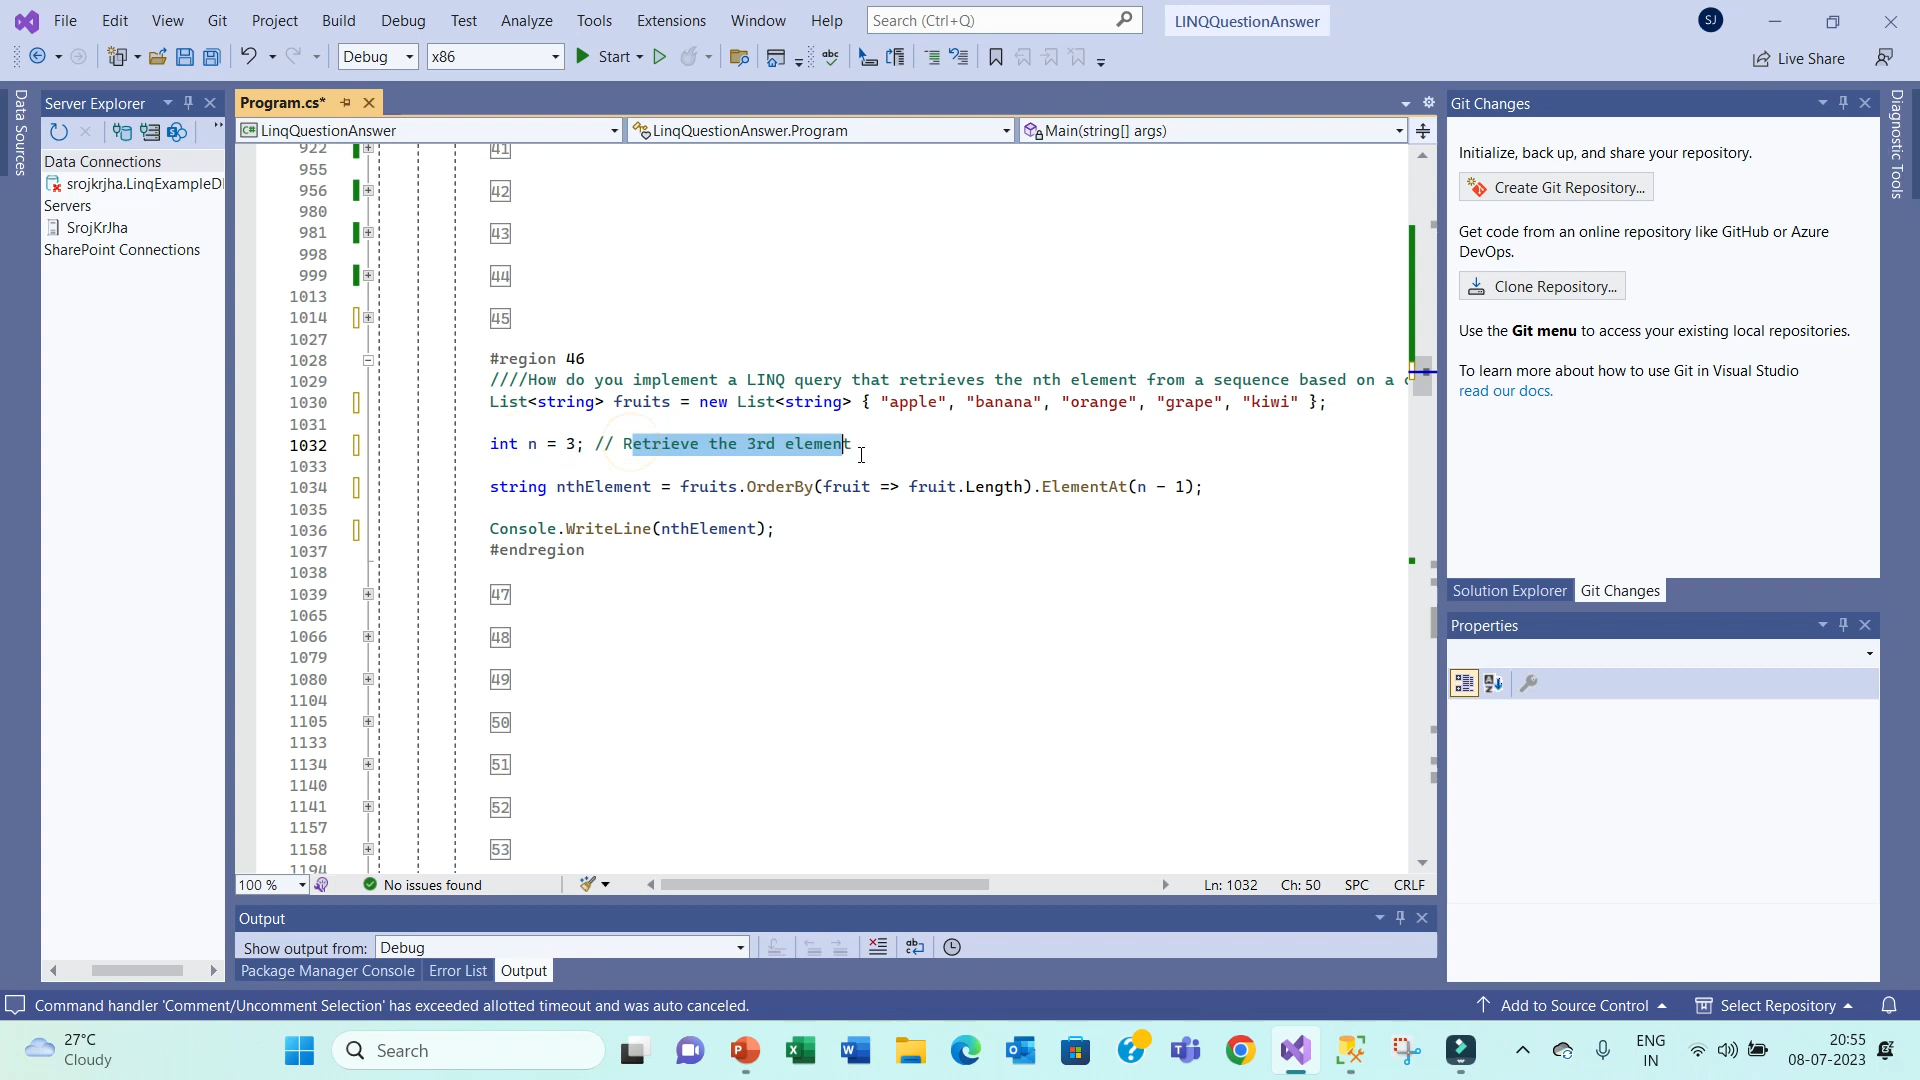 File Edit View Git Project Build Debug Test Analyze Tools Extensions Window Help Search (Ctrl+Q) LINQQuestionAnswer SJ
Debug x86 Start Live Share
Data Sources
Server Explorer
Data Connections
srojkrjha.LinqExampleDI
Servers
SrojKrJha
SharePoint Connections
Program.cs*
LinqQuestionAnswer LinqQuestionAnswer.Program Main(string[] args)
922 41
955
956 42
980
981 43
998
999 44
1013
1014 45
1027
1028 #region 46
1029 ////How do you implement a LINQ query that retrieves the nth element from a sequence based on a
1030 List<string> fruits = new List<string> { "apple", "banana", "orange", "grape", "kiwi" };
1031
1032 int n = 3; // Retrieve the 3rd element
1033
1034 string nthElement = fruits.OrderBy(fruit => fruit.Length).ElementAt(n - 1);
1035
1036 Console.WriteLine(nthElement);
1037 #endregion
1038
1039 47
1065
1066 48
1079
1080 49
1104
1105 50
1133
1134 51
1140
1141 52
1157
1158 53
1194
100 % No issues found Ln: 1032 Ch: 50 SPC CRLF
Output
Show output from: Debug
Package Manager Console Error List Output
Git Changes
Initialize, back up, and share your repository.
Create Git Repository...
Get code from an online repository like GitHub or Azure
DevOps.
Clone Repository...
Use the Git menu to access your existing local repositories.
To learn more about how to use Git in Visual Studio
read our docs.
Solution Explorer Git Changes
Properties
Diagnostic Tools
Command handler 'Comment/Uncomment Selection' has exceeded allotted timeout and was auto canceled. Add to Source Control Select Repository
27°C
Cloudy
Search
ENG
IN
20:55
08-07-2023